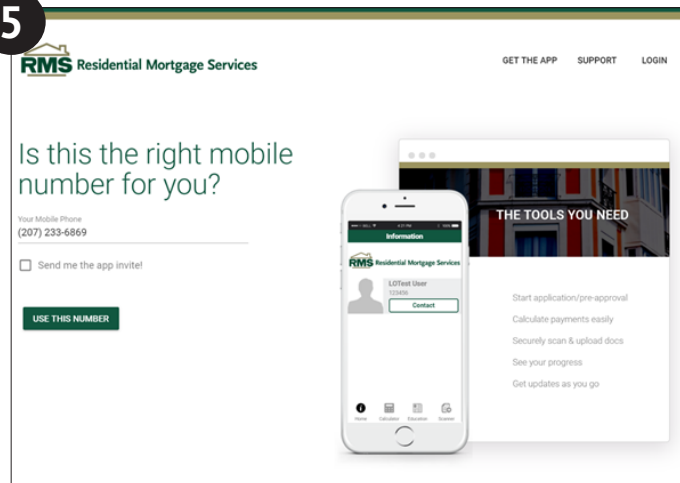 5
RMS Residential Mortgage Services
GET THE APP SUPPORT LOGIN
Is this the right mobile
number for you?
Your Mobile Phone
(207) 233-6869
Send me the app invite!
USE THIS NUMBER
4:21 PM
Information
RMS Residential Mortgage Services
LOTest User
123456
Contact
Home Calculator Education Scanner
THE TOOLS YOU NEED
Start application/pre-approval
Calculate payments easily
Securely scan & upload docs
See your progress
Get updates as you go